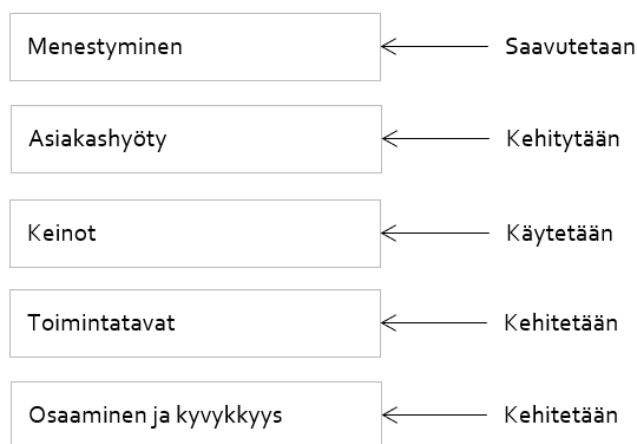 Menestyminen Saavutetaan
Asiakashyöty Kehitytään
Keinot Käytetään
Toimintatavat Kehitetään
Osaaminen ja kyvykkyys Kehitetään